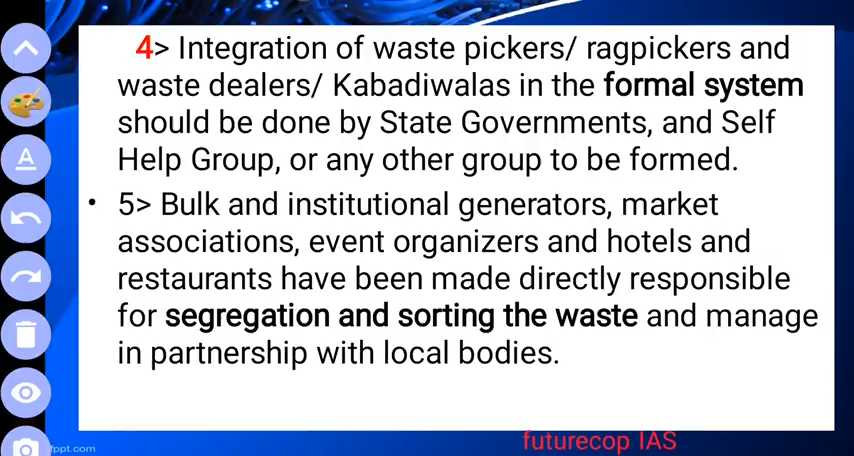 4> Integration of waste pickers/ ragpickers and
waste dealers/ Kabadiwalas in the formal system
should be done by State Governments, and Self
Help Group, or any other group to be formed.
• 5> Bulk and institutional generators, market
associations, event organizers and hotels and
restaurants have been made directly responsible
for segregation and sorting the waste and manage
in partnership with local bodies.
futurecop IAS
fppt.com